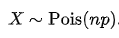 X ∼ Pois(np).